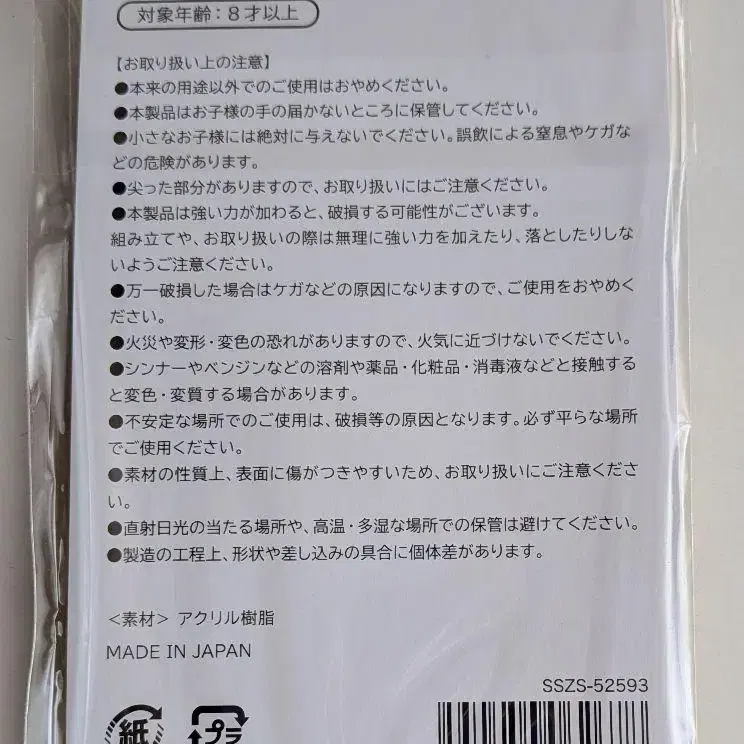 対象年齢：8才以上
【お取り扱い上の注意】
●本来の用途以外でのご使用はおやめください。
●本製品はお子様の手の届かないところに保管してください。
●小さなお子様には絶対に与えないでください。誤飲による窒息やケガな
どの危険があります。
●尖った部分がありますので、お取り扱いにはご注意ください。
●本製品は強い力が加わると、破損する可能性がございます。
組み立てや、お取り扱いの際は無理に強い力を加えたり、落としたりしな
いようご注意ください。
●万一破損した場合はケガなどの原因になりますので、ご使用をおやめく
ださい。
●火災や変形・変色の恐れがありますので、火気に近づけないでください。
●シンナーやベンジンなどの溶剤や薬品・化粧品・消毒液などと接触する
と変色・変質する場合があります。
●不安定な場所でのご使用は、破損等の原因となります。必ず平らな場所
でご使用ください。
●素材の性質上、表面に傷がつきやすいため、お取り扱いにご注意くださ
い。
●直射日光の当たる場所や、高温・多湿な場所での保管は避けてください。
●製造の工程上、形状や差し込みの具合に個体差があります。
＜素材＞ アクリル樹脂
MADE IN JAPAN
SSZS-52593
紙
プラ